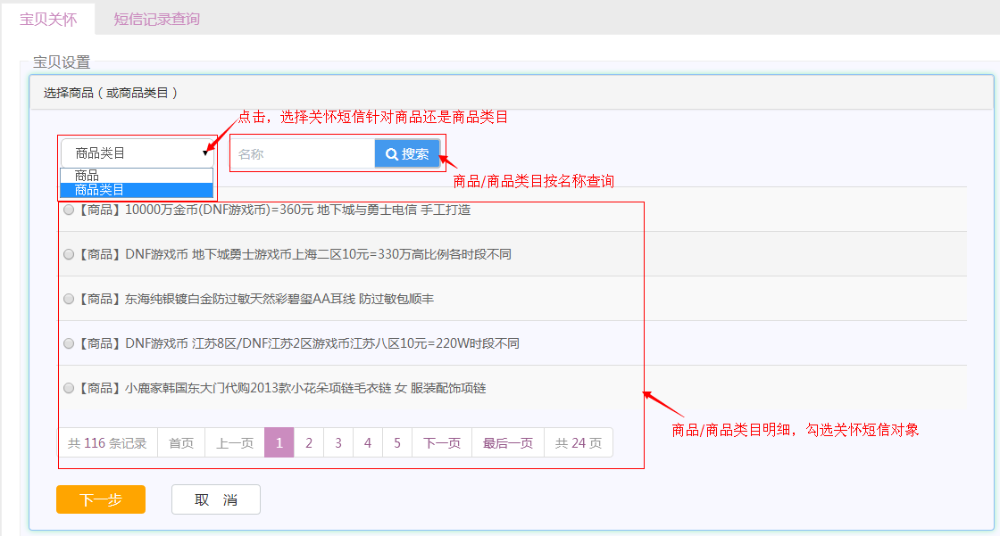 宝贝关怀 短信记录查询
宝贝设置
选择商品（或商品类目）
点击，选择关怀短信针对商品还是商品类目
商品类目 ▼ 名称 搜索
商品
商品类目
商品/商品类目按名称查询
【商品】10000万金币(DNF游戏币)=360元 地下城与勇士电信 手工打造
【商品】DNF游戏币 地下城勇士游戏币上海二区10元=330万高比例各时段不同
【商品】东海纯银镀白金防过敏天然彩碧玺AA耳线 防过敏包顺丰
【商品】DNF游戏币 江苏8区/DNF江苏2区游戏币江苏八区10元=220W时段不同
【商品】小鹿家韩国东大门代购2013款小花朵项链毛衣链 女 服装配饰项链
商品/商品类目明细，勾选关怀短信对象
共 116 条记录 首页 上一页 1 2 3 4 5 下一页 最后一页 共 24 页
下一步 取 消